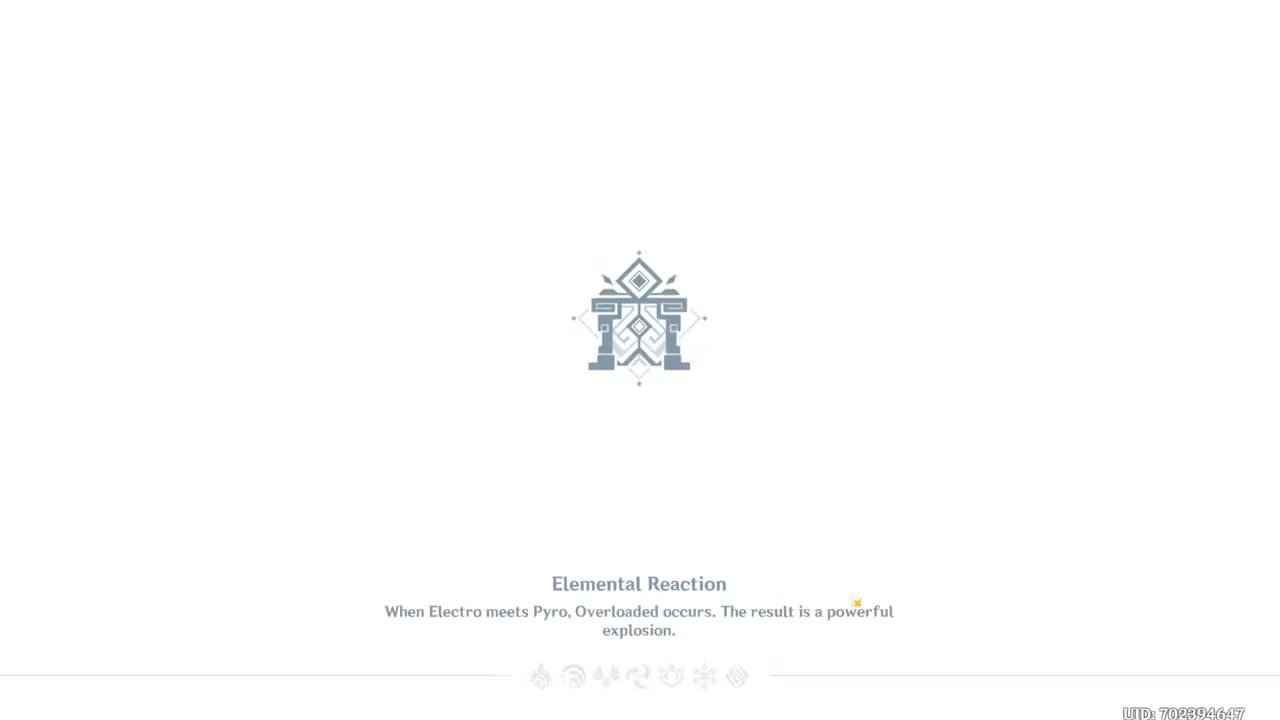 Elemental Reaction
When Electro meets Pyro, Overloaded occurs. The result is a powerful
explosion.
UID: 702394647